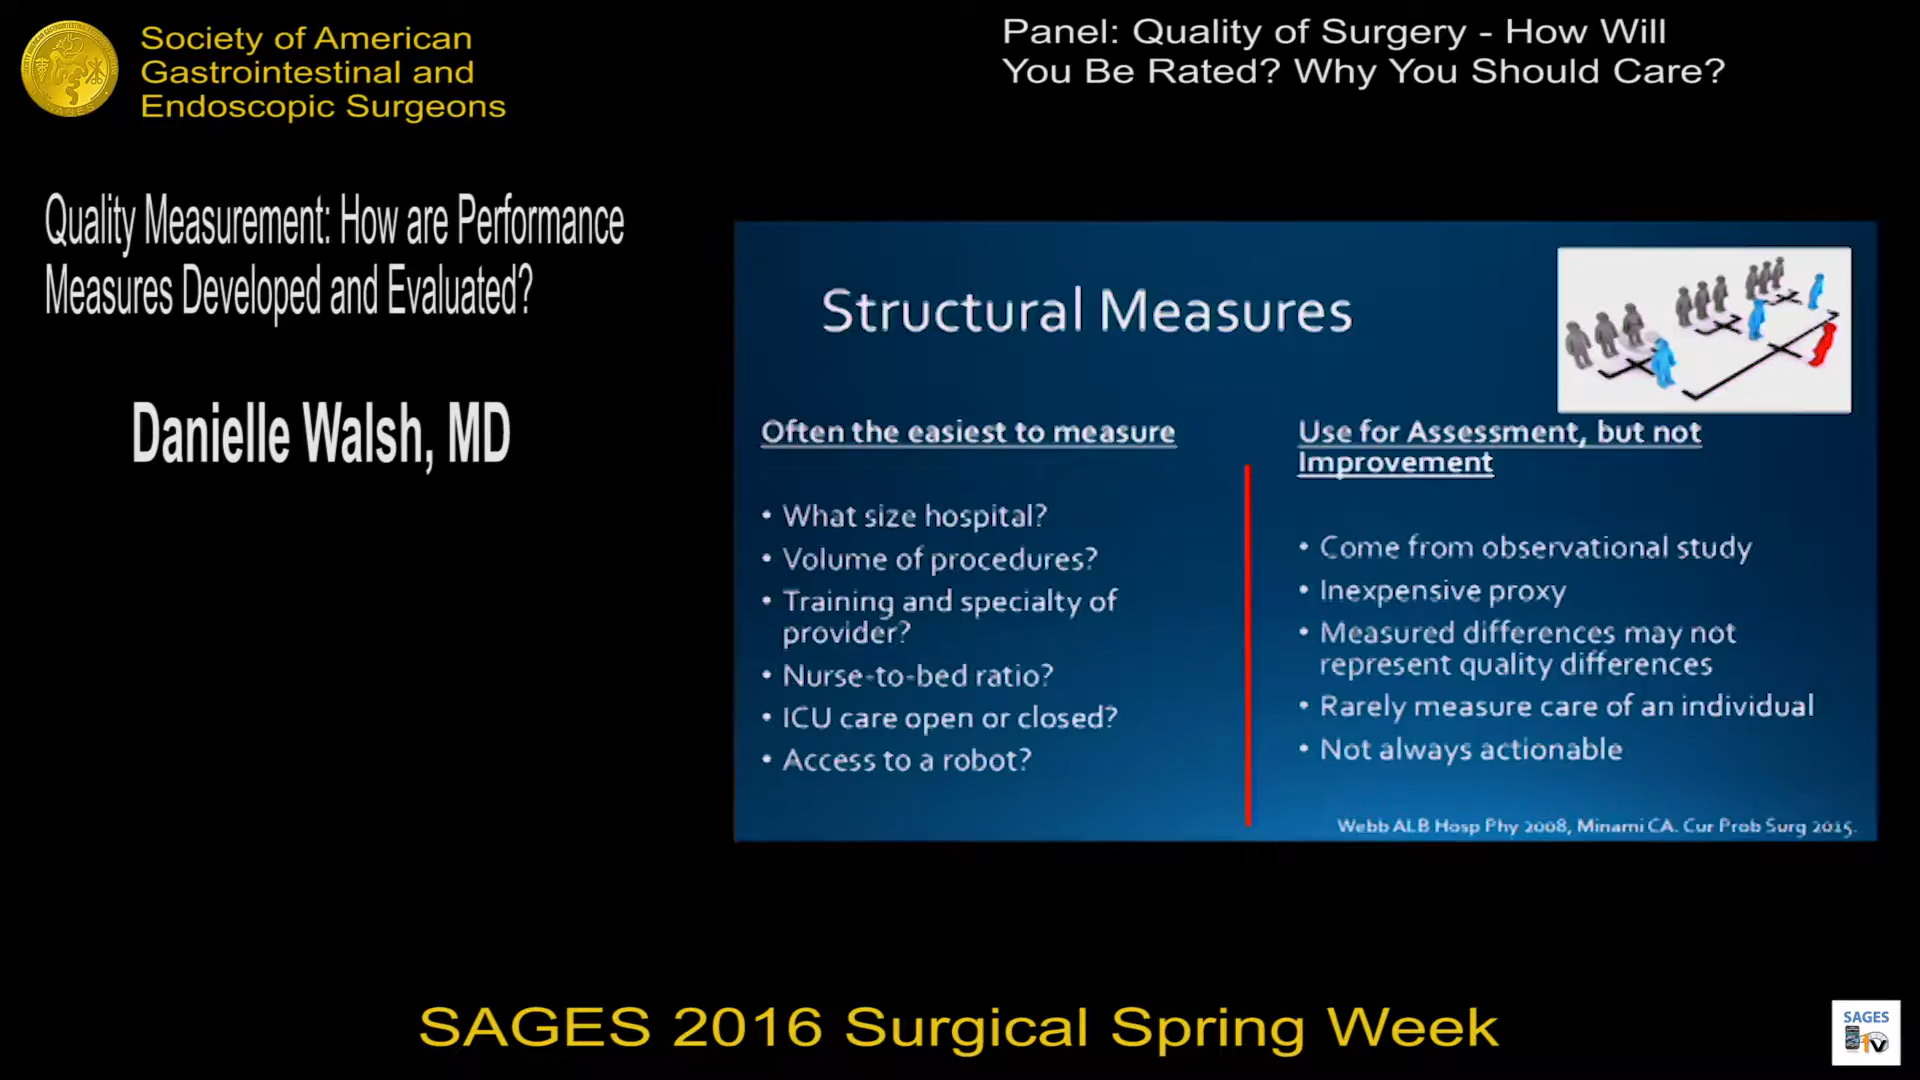 Society of American
Gastrointestinal and
Endoscopic Surgeons
Panel: Quality of Surgery - How Will
You Be Rated? Why You Should Care?
Quality Measurement: How are Performance
Measures Developed and Evaluated?
Danielle Walsh, MD
Structural Measures
Often the easiest to measure
• What size hospital?
• Volume of procedures?
• Training and specialty of
provider?
• Nurse-to-bed ratio?
• ICU care open or closed?
• Access to a robot?
Use for Assessment, but not
Improvement
• Come from observational study
• Inexpensive proxy
• Measured differences may not
represent quality differences
• Rarely measure care of an individual
• Not always actionable
Webb ALB Hosp Phy 2008, Minami CA. Cur Prob Surg 2015.
SAGES 2016 Surgical Spring Week
SAGES
TV